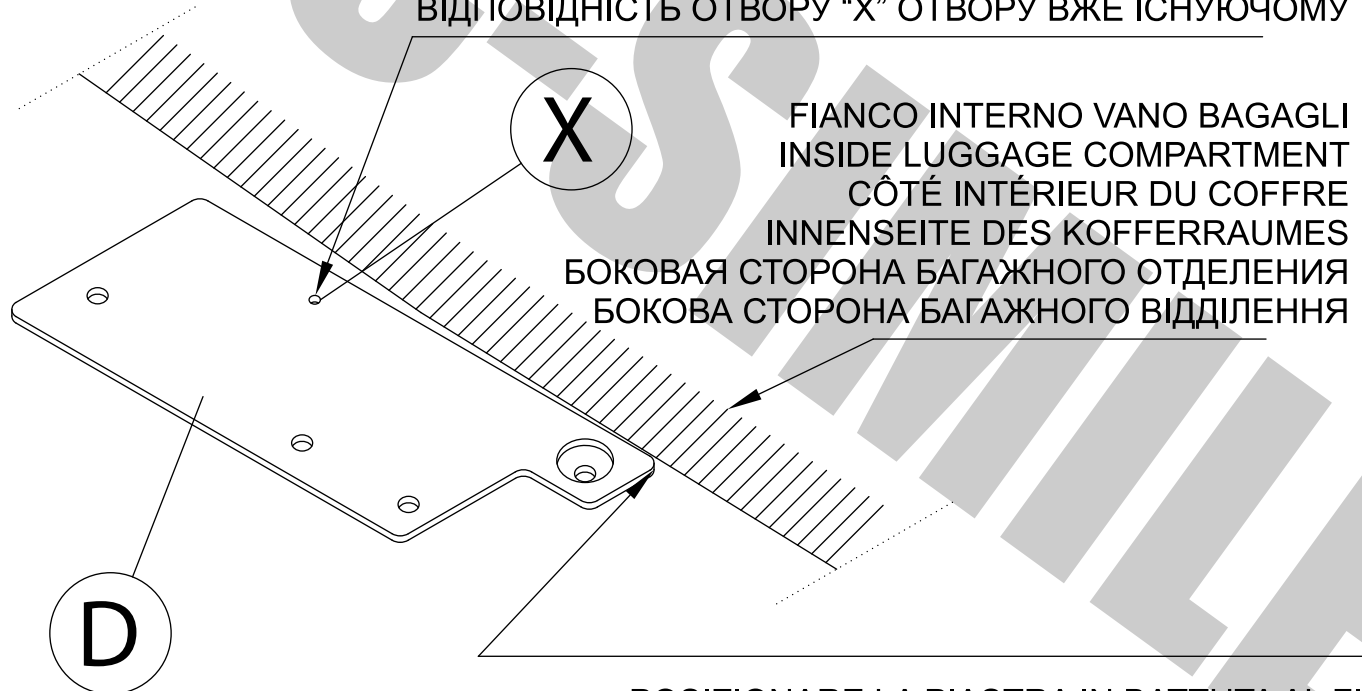 ВІДПОВІДНІСТЬ ОТВОРУ “X” ОТВОРУ ВЖЕ ІСНУЮЧОМУ
X
FIANCO INTERNO VANO BAGAGLI
INSIDE LUGGAGE COMPARTMENT
CÔTÉ INTÉRIEUR DU COFFRE
INNENSEITE DES KOFFERRAUMES
БОКОВАЯ СТОРОНА БАГАЖНОГО ОТДЕЛЕНИЯ
БОКОВА СТОРОНА БАГАЖНОГО ВІДДІЛЕННЯ
D
POSIZIONARE LA PIASTRA IN BATTUTA AL